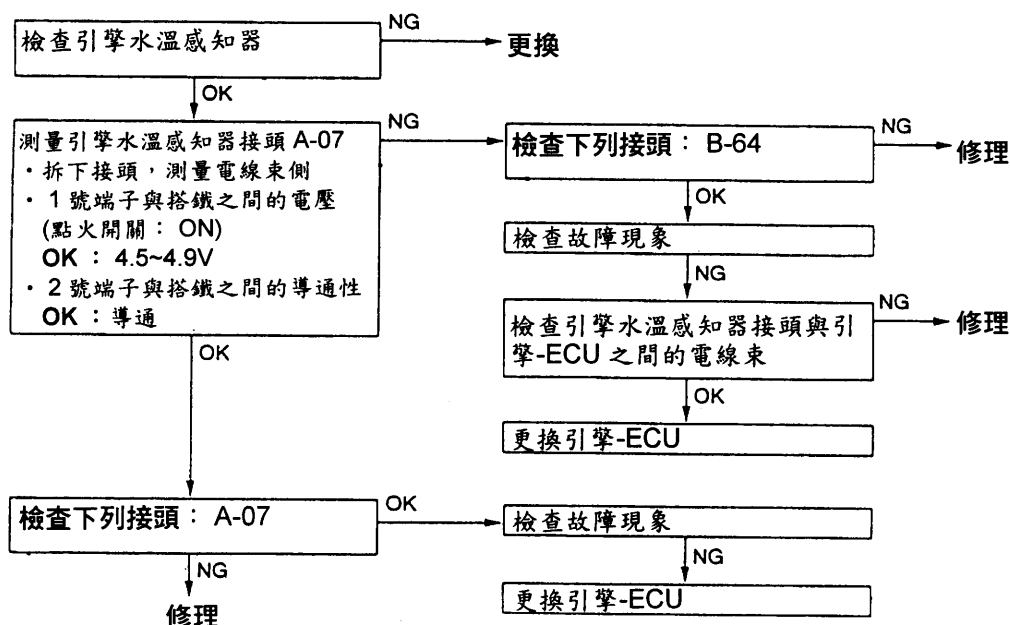 檢查引擎水溫感知器
NG
更換
OK
測量引擎水溫感知器接頭 A-07
・拆下接頭，測量電線束側
・1 號端子與搭鐵之間的電壓
(點火開關： ON)
OK ： 4.5~4.9V
・2 號端子與搭鐵之間的導通性
OK ：導通
NG
檢查下列接頭： B-64
NG
修理
OK
檢查故障現象
NG
檢查引擎水溫感知器接頭與引
擎-ECU 之間的電線束
NG
修理
OK
更換引擎-ECU
OK
檢查下列接頭： A-07
OK
檢查故障現象
NG
更換引擎-ECU
NG
修理